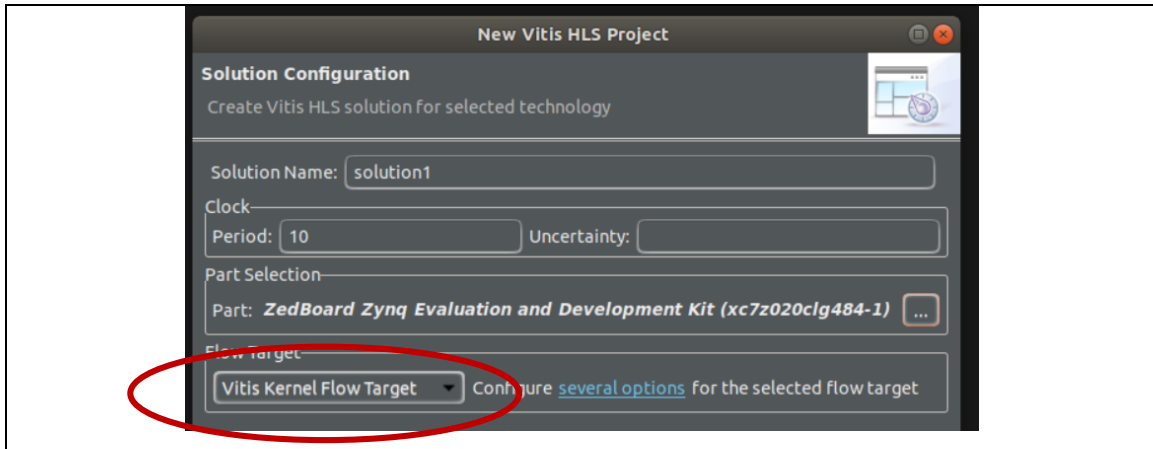 New Vitis HLS Project
Solution Configuration
Create Vitis HLS solution for selected technology
Solution Name: solution1
Clock
Period: 10 Uncertainty:
Part Selection
Part: ZedBoard Zynq Evaluation and Development Kit (xc7z020clg484-1) ...
Flow Target
Vitis Kernel Flow Target Configure several options for the selected flow target